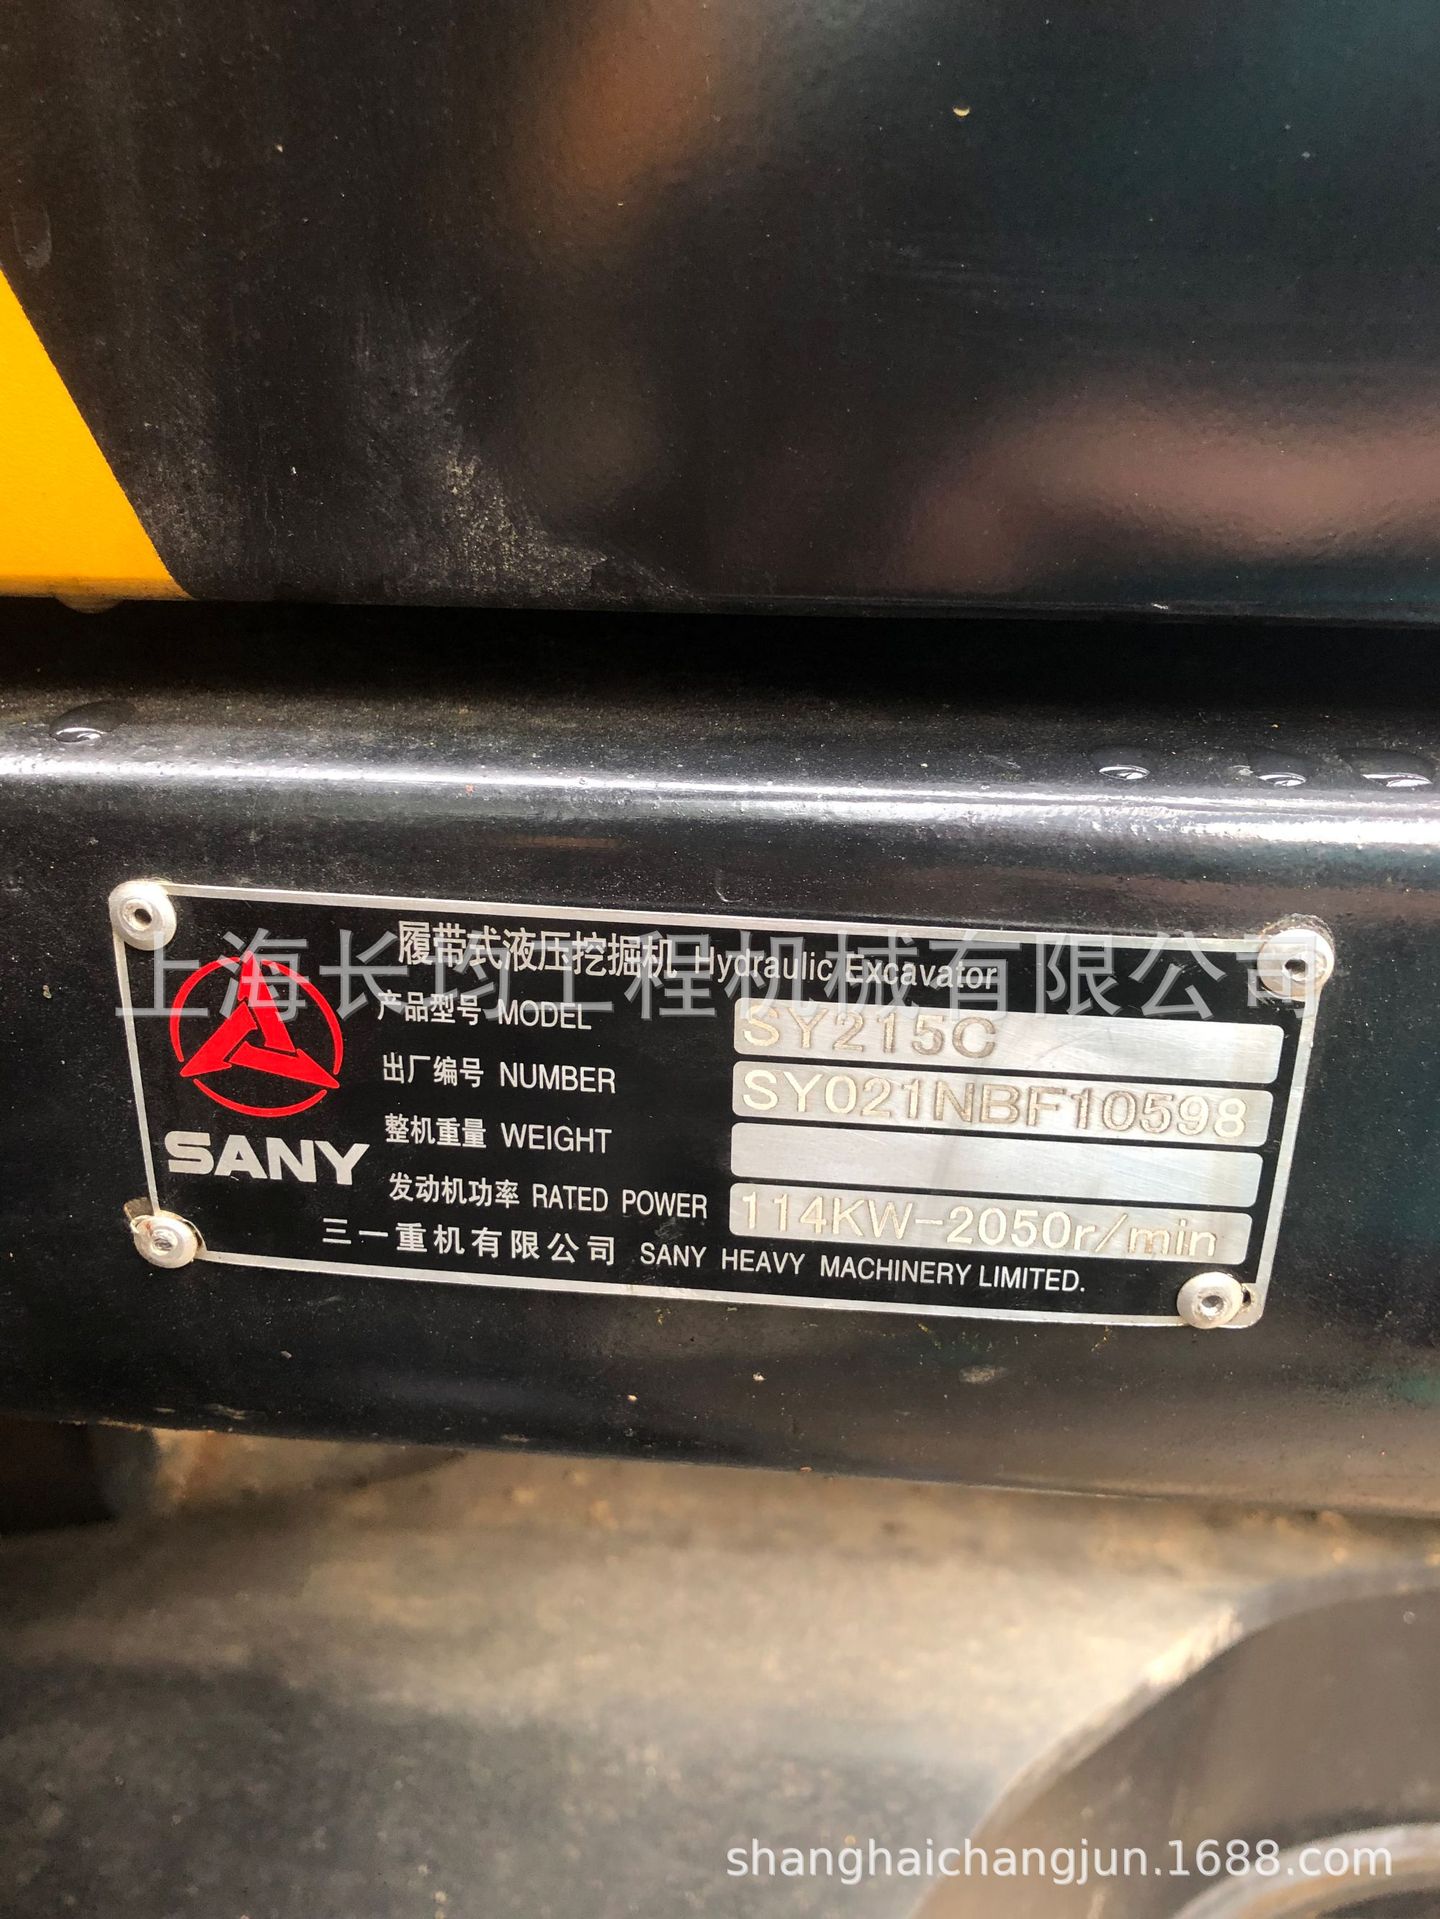 履带式液压挖掘机 Hydraulic Excavator
上海长均工程机械有限公司
产品型号 MODEL SY215C
出厂编号 NUMBER SY021NBF10598
整机重量 WEIGHT
发动机功率 RATED POWER 114KW-2050r/min
SANY
三一重机有限公司 SANY HEAVY MACHINERY LIMITED.
shanghaichangjun.1688.com